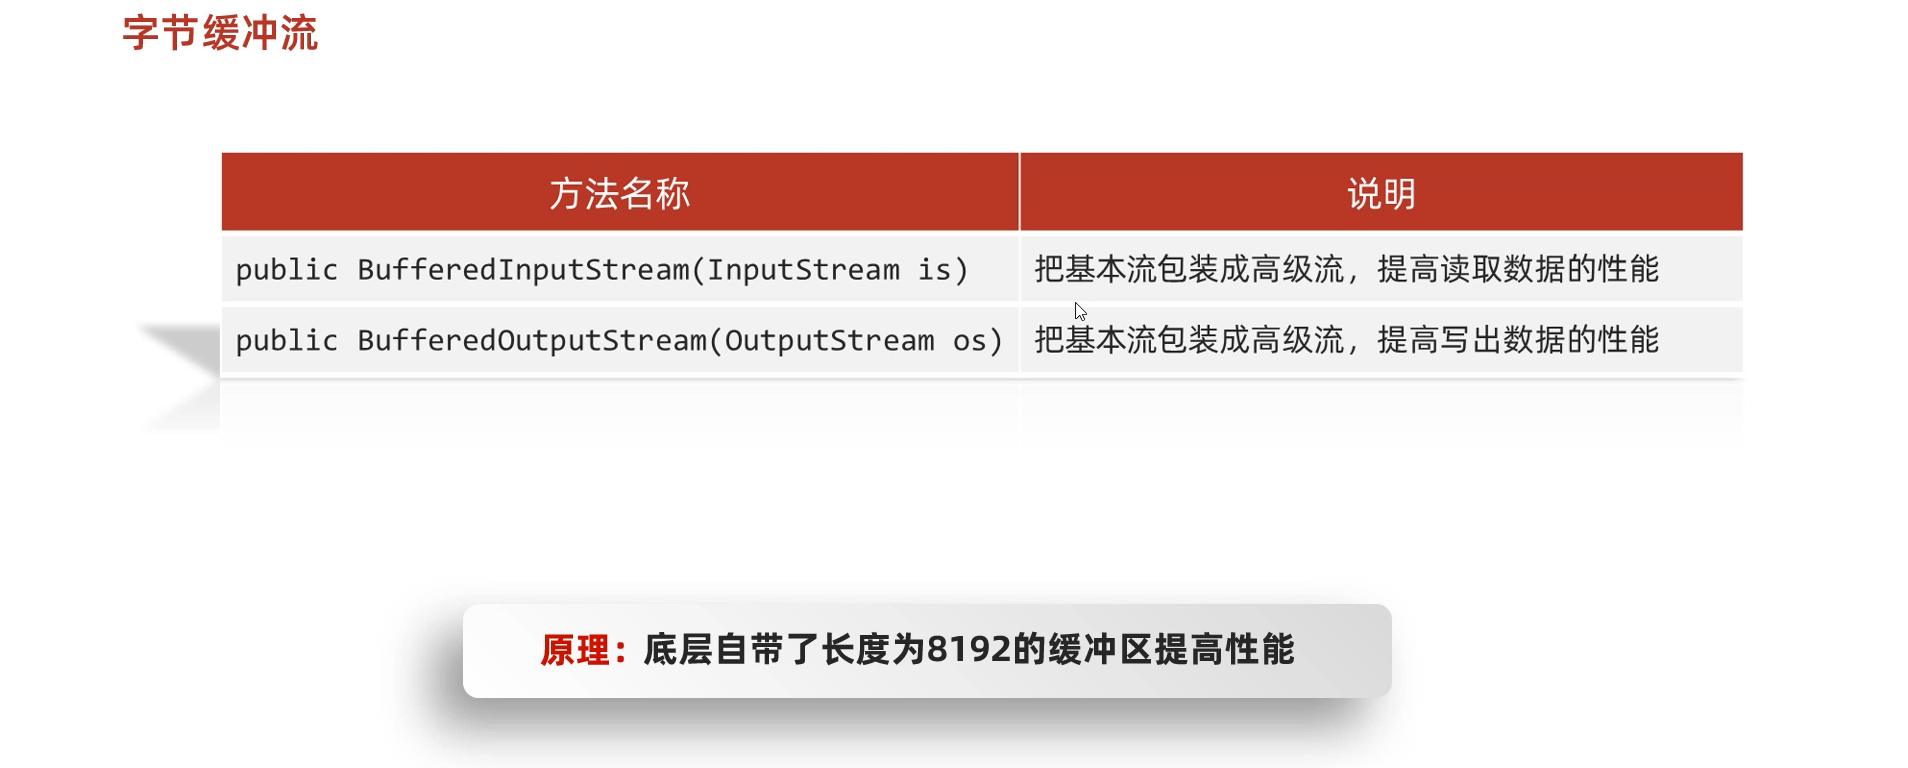 字节缓冲流
方法名称 说明
public BufferedInputStream(InputStream is) 把基本流包装成高级流，提高读取数据的性能
public BufferedOutputStream(OutputStream os) 把基本流包装成高级流，提高写出数据的性能
原理：底层自带了长度为8192的缓冲区提高性能